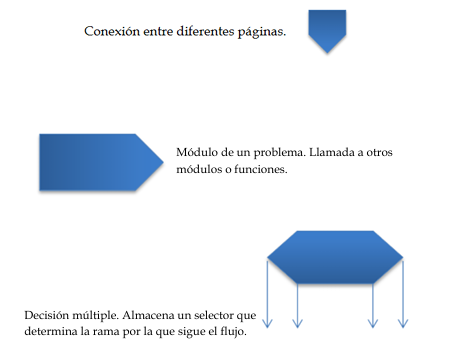 Conexión entre diferentes páginas.
Módulo de un problema. Llamada a otros
módulos o funciones.
Decisión múltiple. Almacena un selector que
determina la rama por la que sigue el flujo.